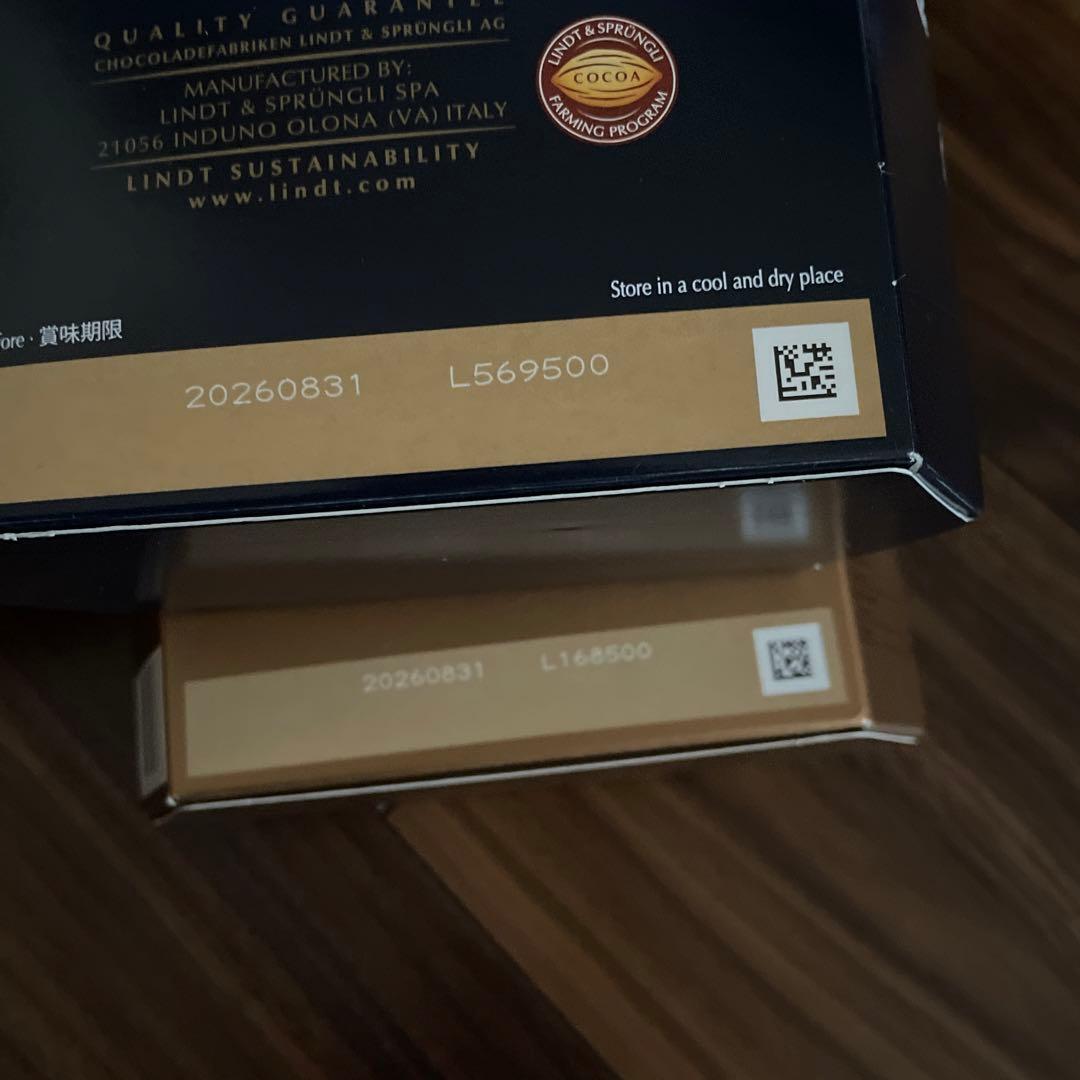 QUALITY GUARANTEE
CHOCOLADEFABRIKEN LINDT & SPRÜNGLI AG
MANUFACTURED BY:
LINDT & SPRÜNGLI SPA
21056 INDUNO OLONA (VA) ITALY
LINDT SUSTAINABILITY
www.lindt.com
LINDT & SPRÜNGLI
COCOA
FARMING PROGRAM
Store in a cool and dry place
fore · 賞味期限
20260831 L569500
20260831 L168500